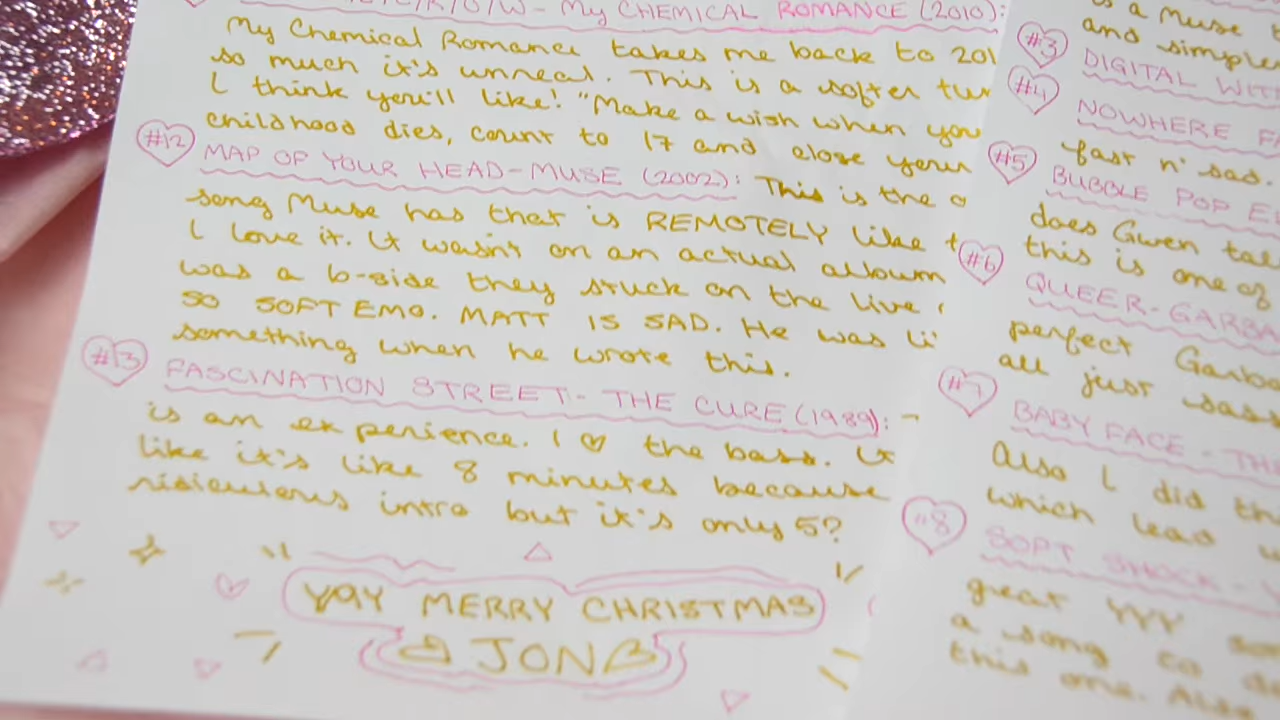 MY CHEMICAL ROMANCE (2010):
My Chemical Romance takes me back to 201
so much it's unreal. This is a softer tu
I think you'll like! "Make a wish when you
childhood dies, count to 17 and close your
#12
MAP OF YOUR HEAD-MUSE (2002): This is the o
song Muse has that is REMOTELY like t
I love it. It wasn't on an actual album
was a b-side they stuck on the live
SO SOFT EMO. MATT IS SAD. He was li
something when he wrote this.
#13
FASCINATION STREET- THE CURE (1989):
is an experience. I ♡ the bass. It
like it's like 8 minutes because
ridiculous intro but it's only 5?
YAY MERRY CHRISTMAS
JON
is a Muse
and simple
#3
DIGITAL WIT
#4
NOWHERE F
fast n' sad.
#5
BUBBLE POP E
does Gwen tal
this is one of
#6
QUEER-GARBA
perfect Garba
all just sass
#7
BABY FACE - THE
Also I did th
which lead
#8
SOFT SHOCK -
great YYY so
a song to d
this one. Also